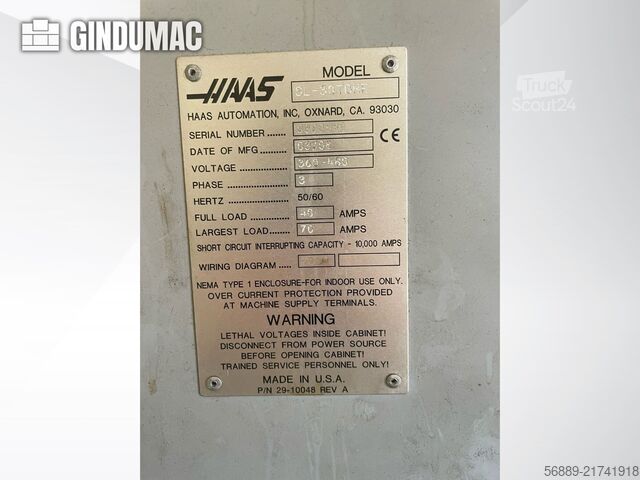 GINDUMAC
Truck
Scout24
HAAS
MODEL
HAAS AUTOMATION, INC, OXNARD, CA. 93030
SERIAL NUMBER
CE
DATE OF MFG
VOLTAGE
PHASE 3
HERTZ 50/60
FULL LOAD 40 AMPS
LARGEST LOAD 70 AMPS
SHORT CIRCUIT INTERRUPTING CAPACITY - 10,000 AMPS
WIRING DIAGRAM
NEMA TYPE 1 ENCLOSURE-FOR INDOOR USE ONLY.
OVER CURRENT PROTECTION PROVIDED
AT MACHINE SUPPLY TERMINALS.
WARNING
LETHAL VOLTAGES INSIDE CABINET!
DISCONNECT FROM POWER SOURCE
BEFORE OPENING CABINET!
TRAINED SERVICE PERSONNEL ONLY!
MADE IN U.S.A.
P/N 29-10048 REV A
56889-21741918